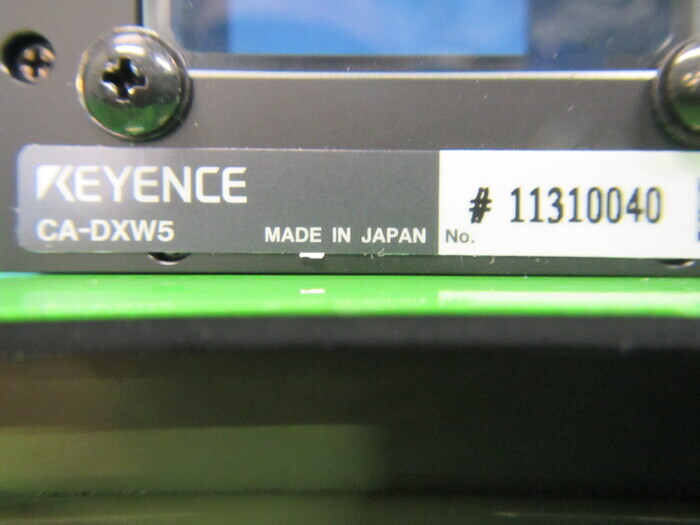 KEYENCE
CA-DXW5
MADE IN JAPAN
No. # 11310040